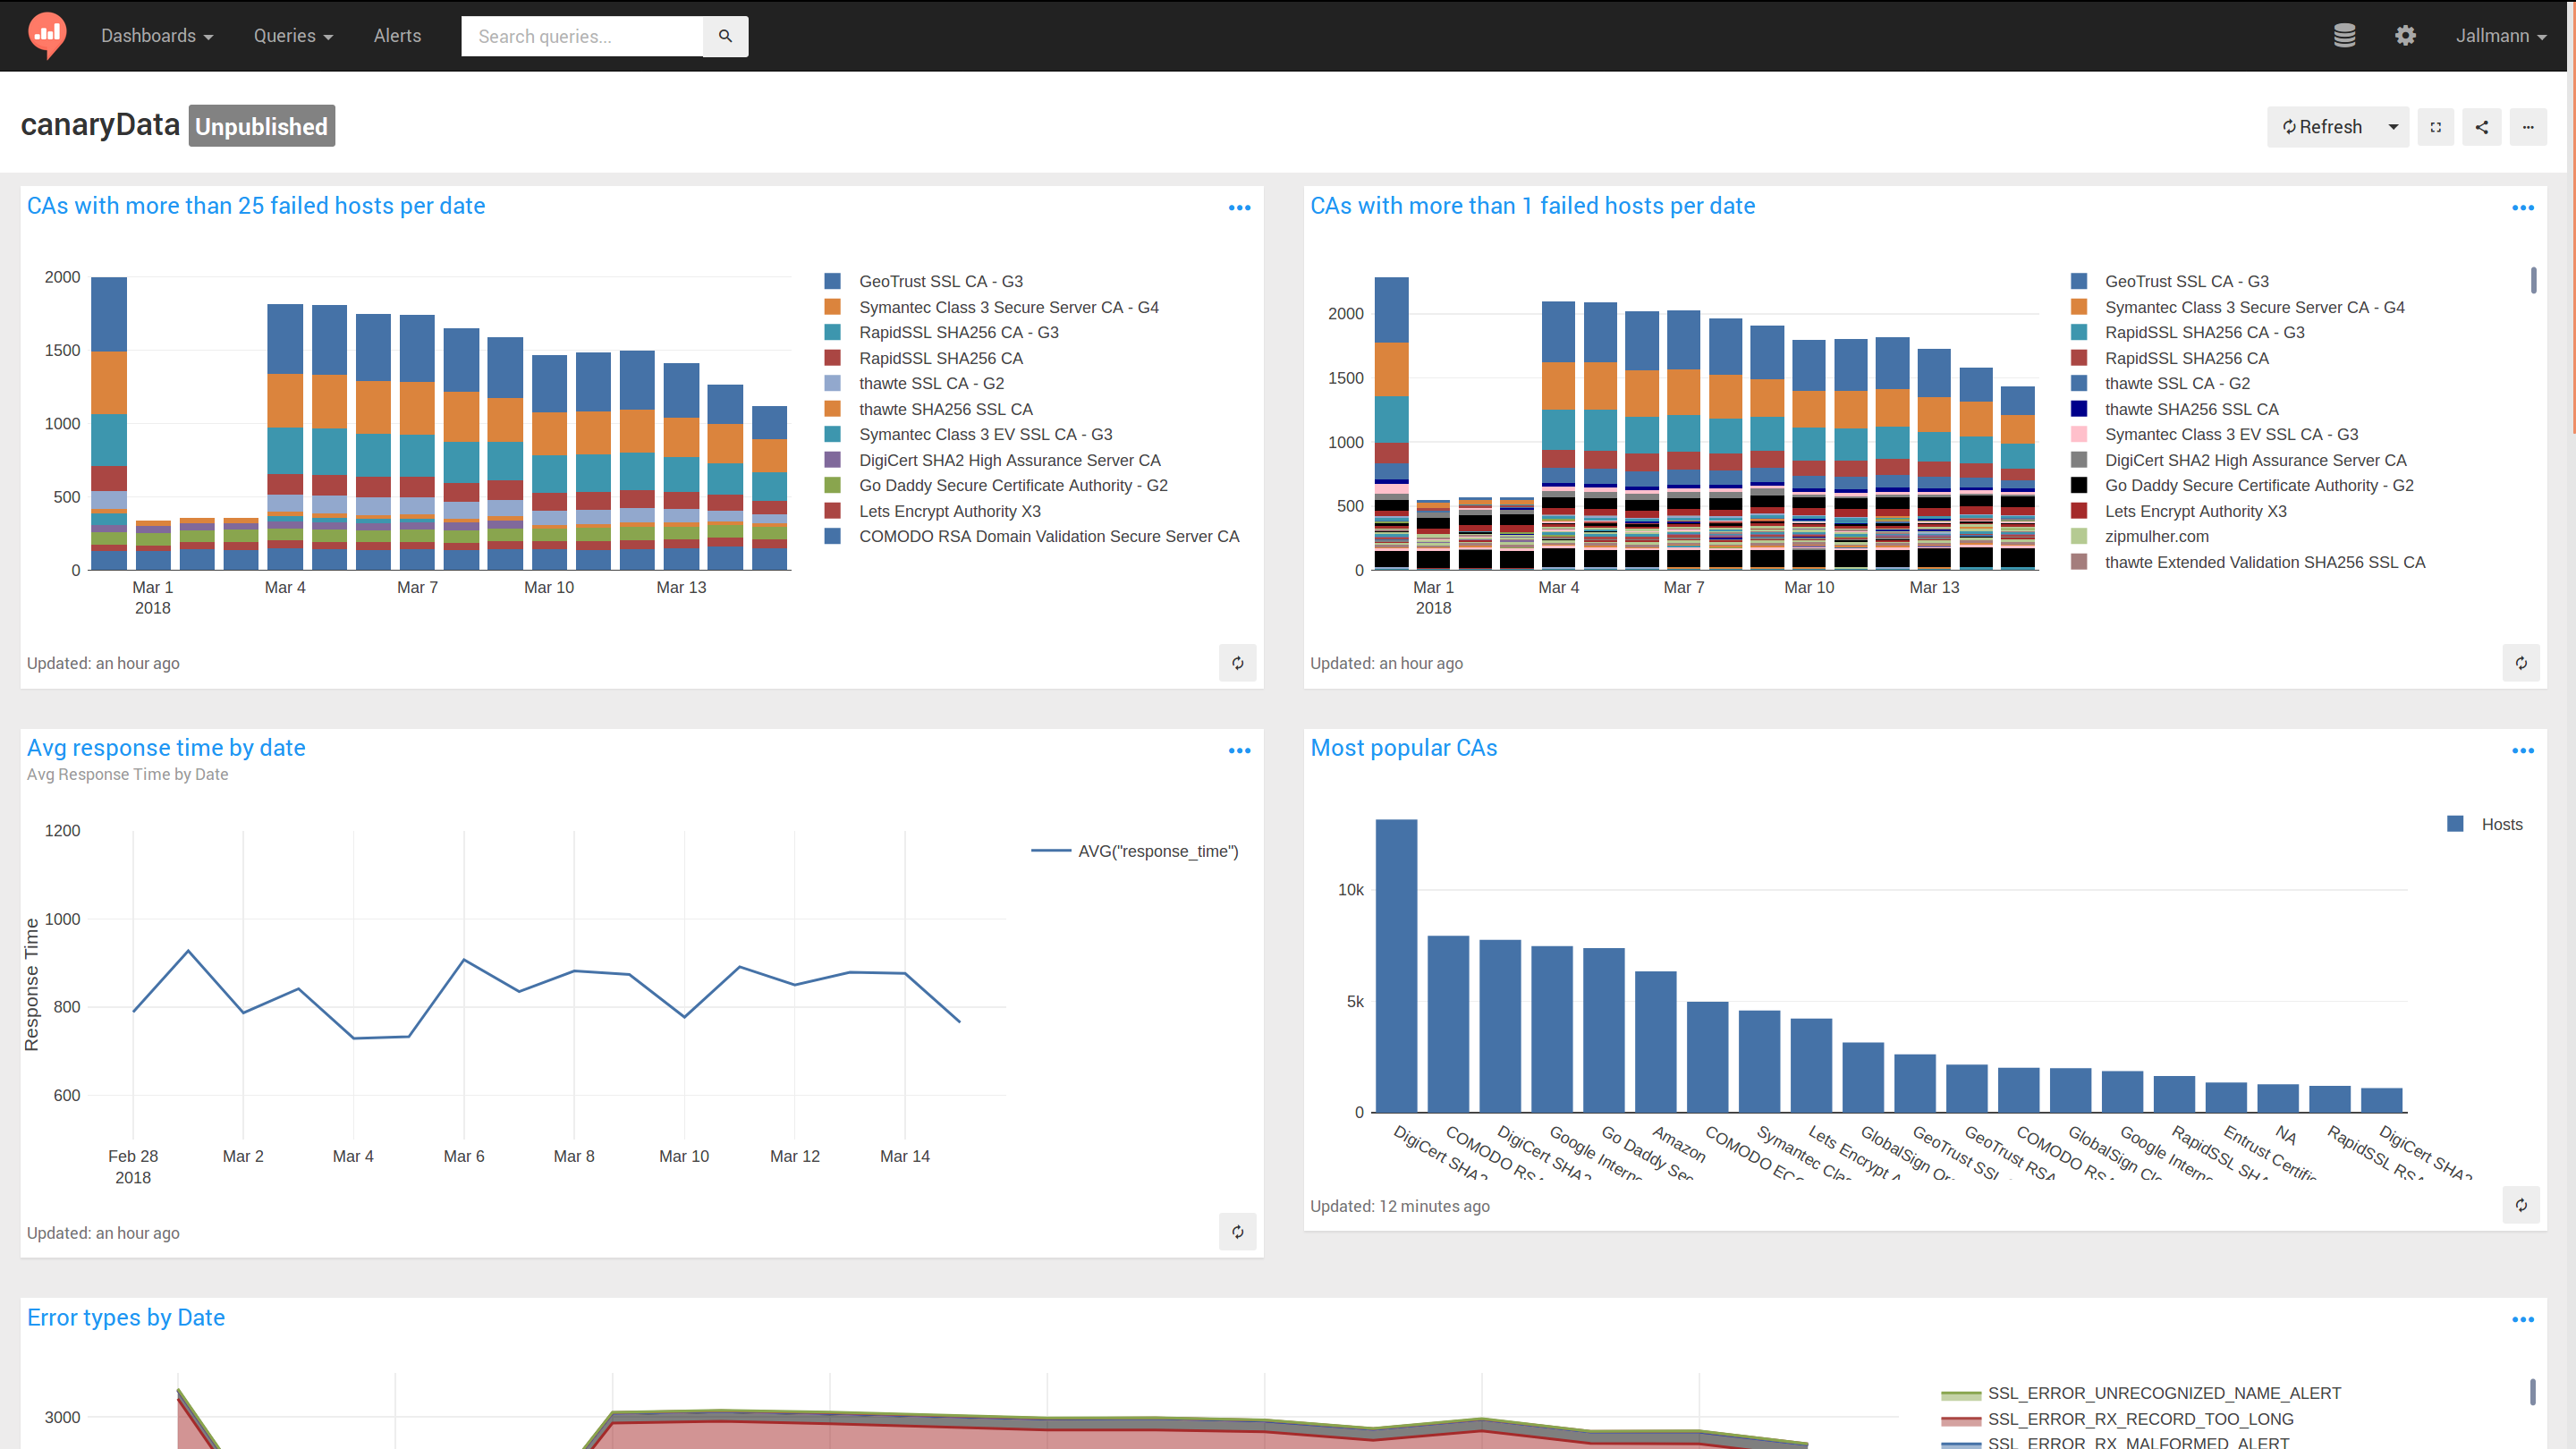 Dashboards
Queries
Alerts
Search queries...
Jallmann
canaryData Unpublished
Refresh
CAs with more than 25 failed hosts per date
2000
1500
1000
500
0
Mar 1
2018
Mar 4
Mar 7
Mar 10
Mar 13
GeoTrust SSL CA - G3
Symantec Class 3 Secure Server CA - G4
RapidSSL SHA256 CA - G3
RapidSSL SHA256 CA
thawte SSL CA - G2
thawte SHA256 SSL CA
Symantec Class 3 EV SSL CA - G3
DigiCert SHA2 High Assurance Server CA
Go Daddy Secure Certificate Authority - G2
Lets Encrypt Authority X3
COMODO RSA Domain Validation Secure Server CA
Updated: an hour ago
CAs with more than 1 failed hosts per date
2000
1500
1000
500
0
Mar 1
2018
Mar 4
Mar 7
Mar 10
Mar 13
GeoTrust SSL CA - G3
Symantec Class 3 Secure Server CA - G4
RapidSSL SHA256 CA - G3
RapidSSL SHA256 CA
thawte SSL CA - G2
thawte SHA256 SSL CA
Symantec Class 3 EV SSL CA - G3
DigiCert SHA2 High Assurance Server CA
Go Daddy Secure Certificate Authority - G2
Lets Encrypt Authority X3
zipmulher.com
thawte Extended Validation SHA256 SSL CA
Updated: an hour ago
Avg response time by date
Avg Response Time by Date
Response Time
1200
1000
800
600
Feb 28
2018
Mar 2
Mar 4
Mar 6
Mar 8
Mar 10
Mar 12
Mar 14
AVG("response_time")
Updated: an hour ago
Most popular CAs
10k
5k
0
Hosts
DigiCert SHA2
COMODO RSA
DigiCert SHA2
Google Interne
Go Daddy Sec
Amazon
COMODO ECC
Symantec Clas
Lets Encrypt A
GlobalSign Or
GeoTrust SSL
GeoTrust RSA
COMODO RSA
GlobalSign Clo
Google Interne
RapidSSL SHA
Entrust Certific
NA
RapidSSL RSA
DigiCert SHA2
Updated: 12 minutes ago
Error types by Date
3000
SSL_ERROR_UNRECOGNIZED_NAME_ALERT
SSL_ERROR_RX_RECORD_TOO_LONG
SSL_ERROR_RX_MALFORMED_ALERT